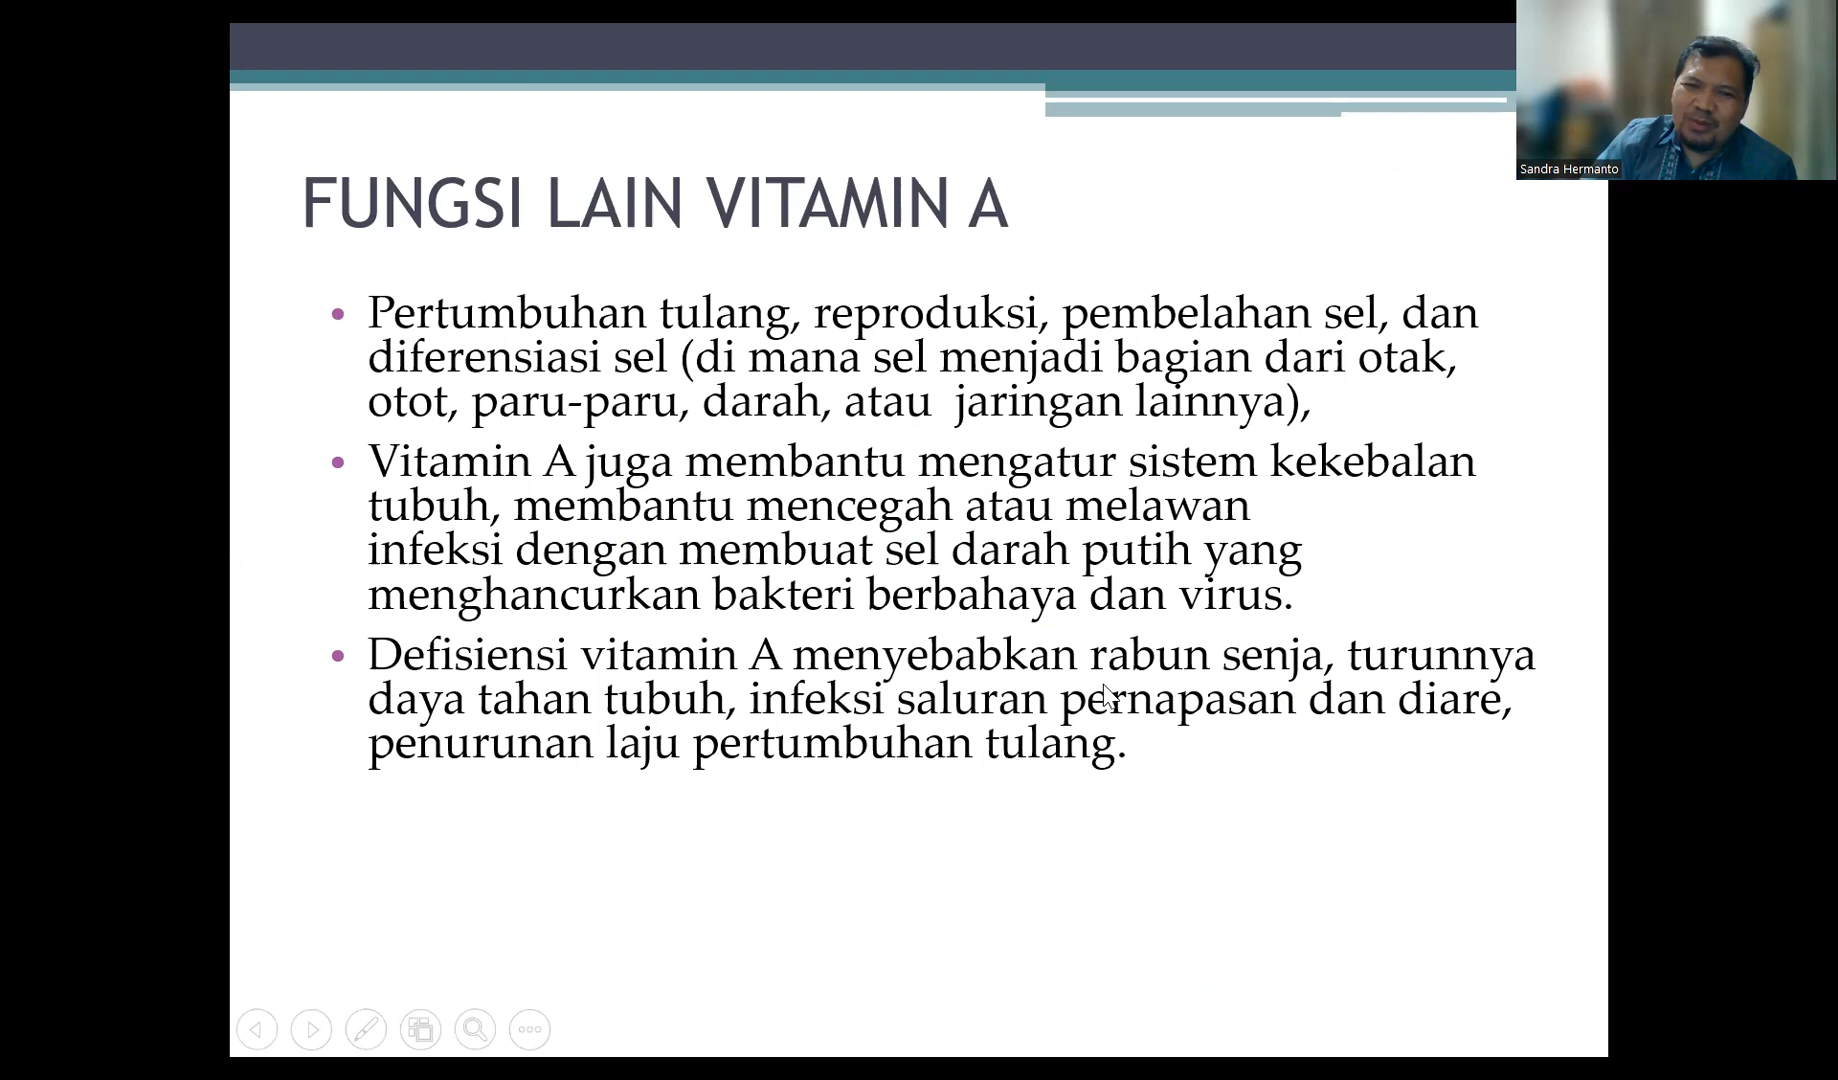 Sandra Hermanto
FUNGSI LAIN VITAMIN A
• Pertumbuhan tulang, reproduksi, pembelahan sel, dan
diferensiasi sel (di mana sel menjadi bagian dari otak,
otot, paru-paru, darah, atau  jaringan lainnya),
• Vitamin A juga membantu mengatur sistem kekebalan
tubuh, membantu mencegah atau melawan
infeksi dengan membuat sel darah putih yang
menghancurkan bakteri berbahaya dan virus.
• Defisiensi vitamin A menyebabkan rabun senja, turunnya
daya tahan tubuh, infeksi saluran pernapasan dan diare,
penurunan laju pertumbuhan tulang.